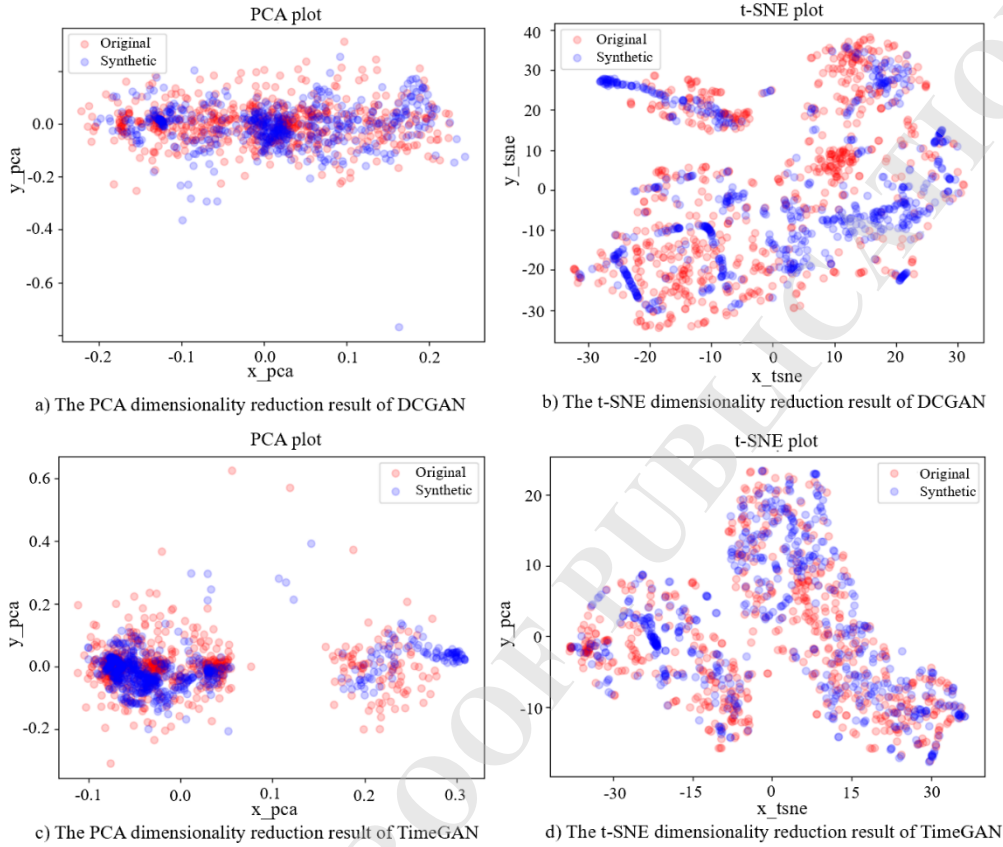 PCA plot
Original
Synthetic
y_pca
0.0
-0.2
-0.4
-0.6
-0.2
-0.1
0.0
0.1
0.2
x_pca
a) The PCA dimensionality reduction result of DCGAN
t-SNE plot
Original
Synthetic
y_tsne
40
30
20
10
0
-10
-20
-30
-30
-20
-10
0
10
20
30
x_tsne
b) The t-SNE dimensionality reduction result of DCGAN
PCA plot
Original
Synthetic
y_pca
0.6
0.4
0.2
0.0
-0.2
-0.1
0.0
0.1
0.2
0.3
x_pca
c) The PCA dimensionality reduction result of TimeGAN
t-SNE plot
Original
Synthetic
y_pca
20
10
0
-10
-30
-15
0
15
30
x_tsne
d) The t-SNE dimensionality reduction result of TimeGAN
OOF PUBLICATION